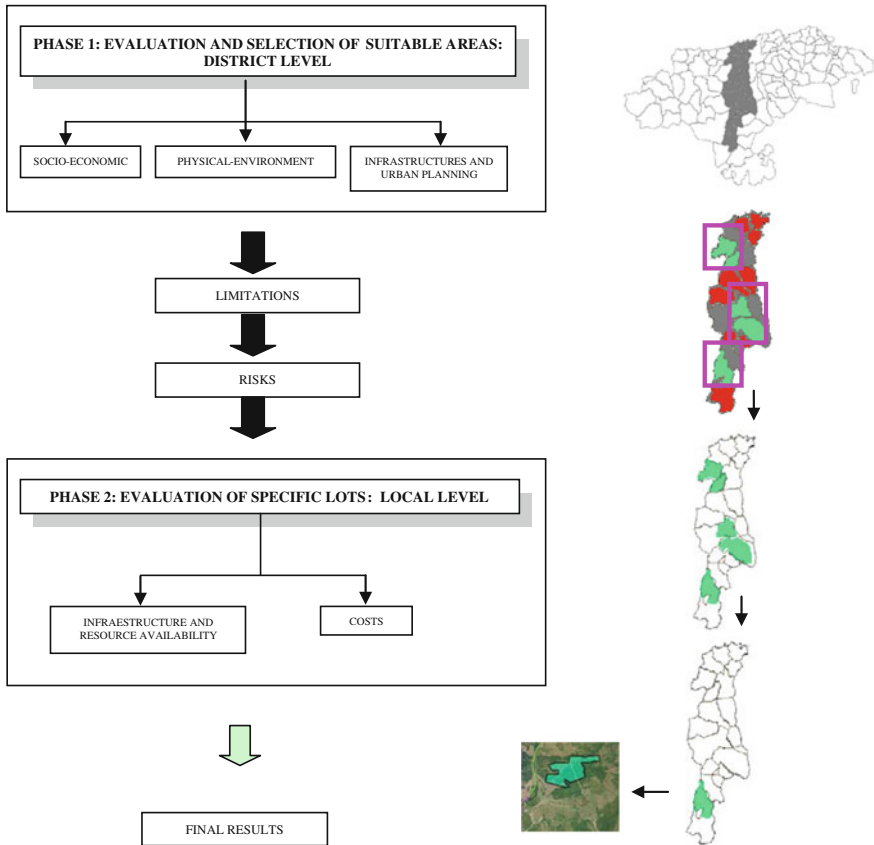 PHASE 1: EVALUATION AND SELECTION OF SUITABLE AREAS:
DISTRICT LEVEL
SOCIO-ECONOMIC
PHYSICAL-ENVIRONMENT
INFRASTRUCTURES AND
URBAN PLANNING
LIMITATIONS
RISKS
PHASE 2: EVALUATION OF SPECIFIC LOTS: LOCAL LEVEL
INFRAESTRUCTURE AND
RESOURCE AVAILABILITY
COSTS
FINAL RESULTS